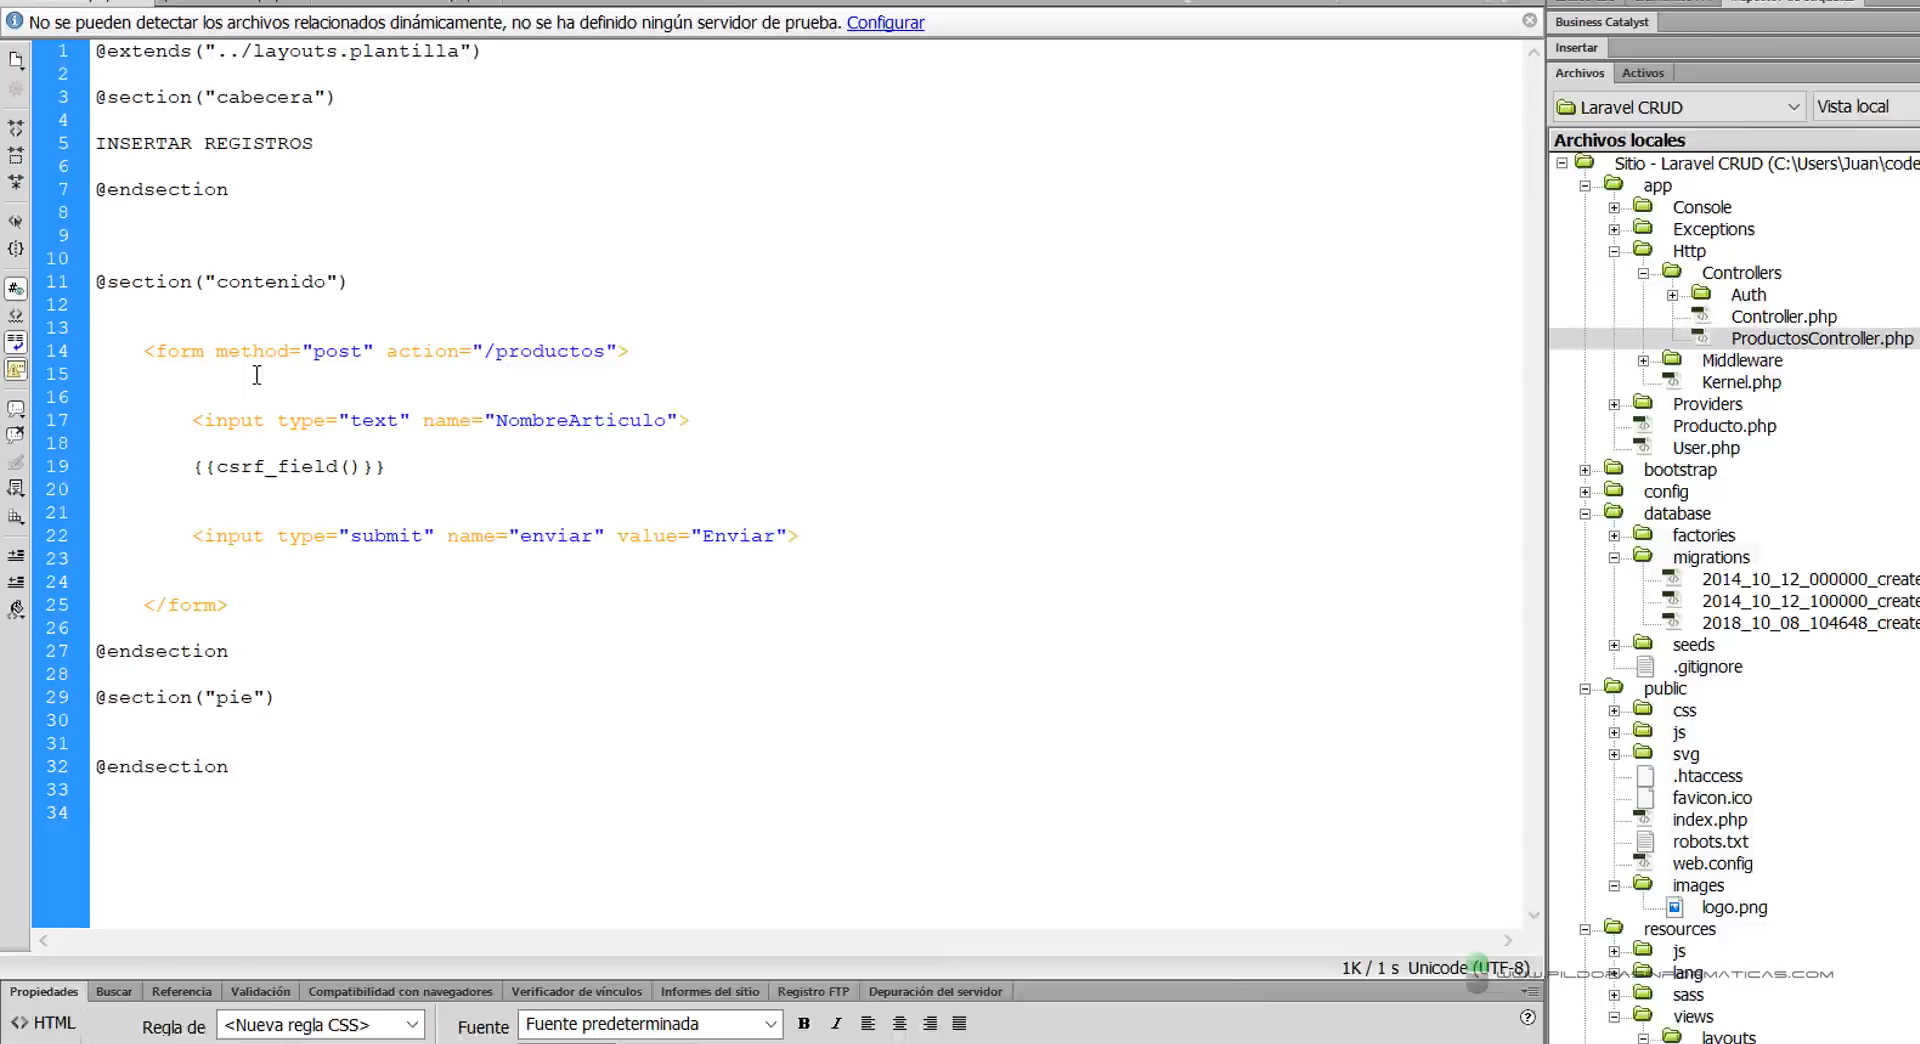 No se pueden detectar los archivos relacionados dinámicamente, no se ha definido ningún servidor de prueba. Configurar
1 @extends("../layouts.plantilla")
2
3 @section("cabecera")
4
5 INSERTAR REGISTROS
6
7 @endsection
8
9
10
11 @section("contenido")
12
13
14 <form method="post" action="/productos">
15
16
17 <input type="text" name="NombreArticulo">
18
19 {{csrf_field()}}
20
21
22 <input type="submit" name="enviar" value="Enviar">
23
24
25 </form>
26
27 @endsection
28
29 @section("pie")
30
31
32 @endsection
33
34
1K / 1 s Unicode (UTF-8)
Propiedades Buscar Referencia Validación Compatibilidad con navegadores Verificador de vínculos Informes del sitio Registro FTP Depuración del servidor
<> HTML Regla de <Nueva regla CSS> Fuente Fuente predeterminada B I
Business Catalyst
Insertar
Archivos Activos
Laravel CRUD Vista local
Archivos locales
Sitio - Laravel CRUD (C:\Users\Juan\code
app
Console
Exceptions
Http
Controllers
Auth
Controller.php
ProductosController.php
Middleware
Kernel.php
Providers
Producto.php
User.php
bootstrap
config
database
factories
migrations
2014_10_12_000000_create
2014_10_12_100000_create
2018_10_08_104648_create
seeds
.gitignore
public
css
js
svg
.htaccess
favicon.ico
index.php
robots.txt
web.config
images
logo.png
resources
js
lang
WWW.PILDORASINFORMATICAS.COM
sass
views
layouts